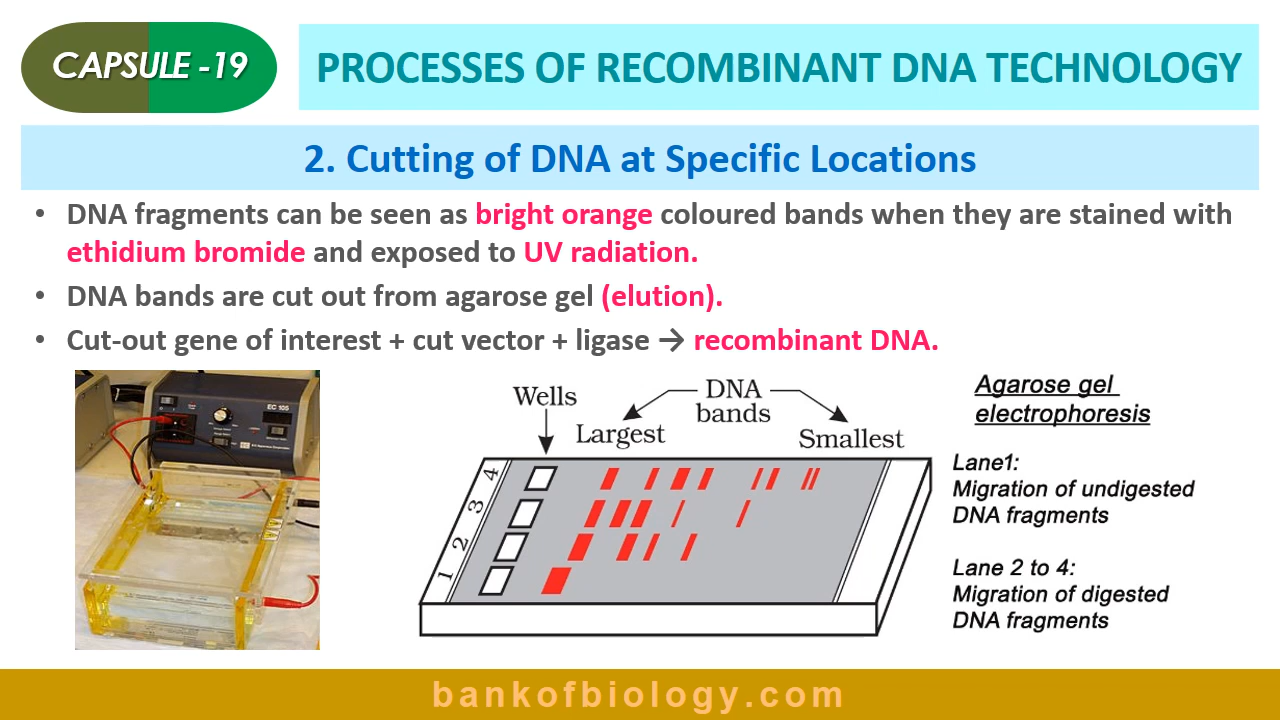 CAPSULE -19
PROCESSES OF RECOMBINANT DNA TECHNOLOGY
2. Cutting of DNA at Specific Locations
• DNA fragments can be seen as bright orange coloured bands when they are stained with
ethidium bromide and exposed to UV radiation.
• DNA bands are cut out from agarose gel (elution).
• Cut-out gene of interest + cut vector + ligase → recombinant DNA.
EC 105
Wells
DNA
bands
Largest
Smallest
4
3
2
1
Agarose gel
electrophoresis
Lane1:
Migration of undigested
DNA fragments
Lane 2 to 4:
Migration of digested
DNA fragments
bankofbiology.com